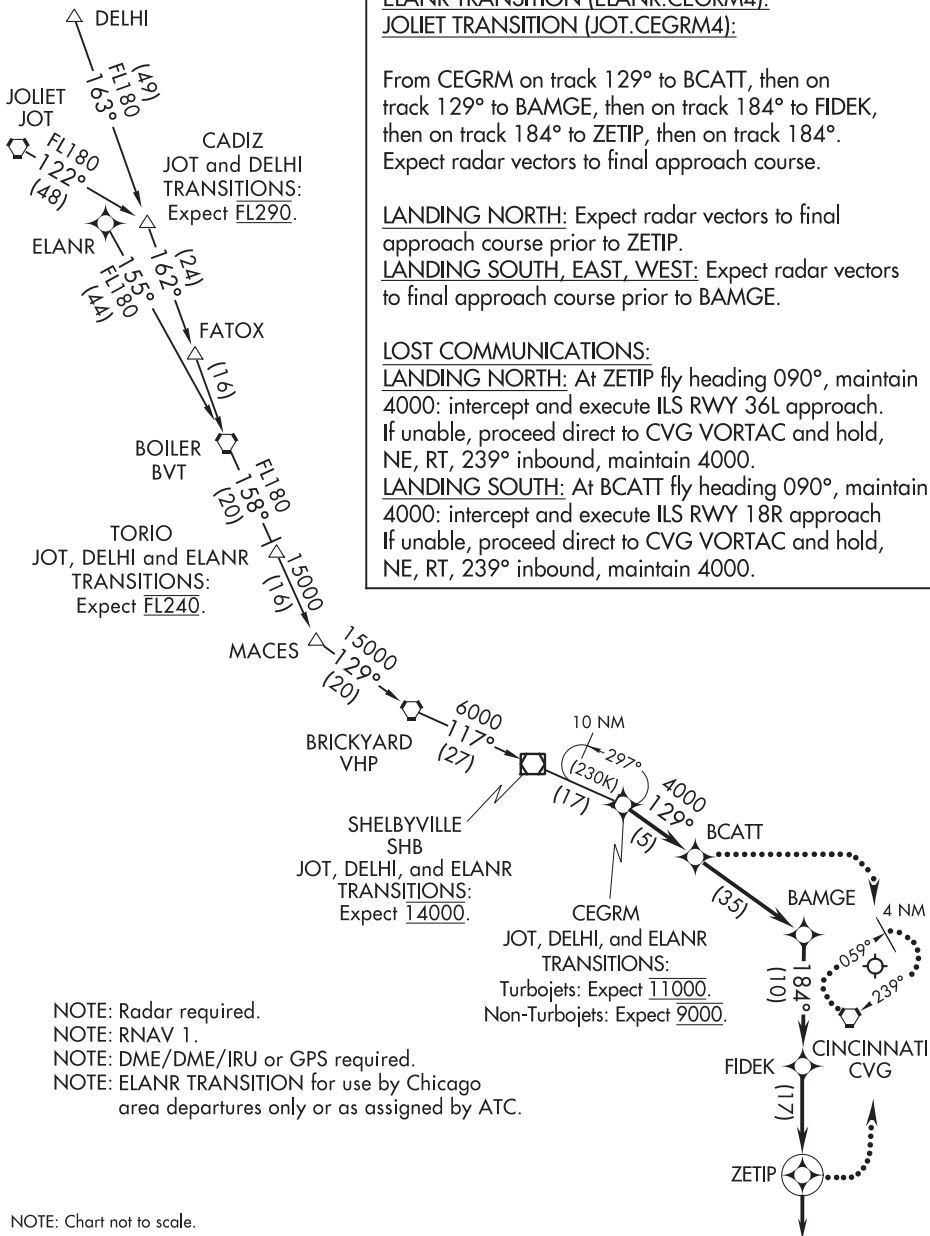 ELANR TRANSITION (ELANR.CEGRM4):
JOLIET TRANSITION (JOT.CEGRM4):
From CEGRM on track 129° to BCATT, then on
track 129° to BAMGE, then on track 184° to FIDEK,
then on track 184° to ZETIP, then on track 184°.
Expect radar vectors to final approach course.
LANDING NORTH: Expect radar vectors to final
approach course prior to ZETIP.
LANDING SOUTH, EAST, WEST: Expect radar vectors
to final approach course prior to BAMGE.
LOST COMMUNICATIONS:
LANDING NORTH: At ZETIP fly heading 090°, maintain
4000: intercept and execute ILS RWY 36L approach.
If unable, proceed direct to CVG VORTAC and hold,
NE, RT, 239° inbound, maintain 4000.
LANDING SOUTH: At BCATT fly heading 090°, maintain
4000: intercept and execute ILS RWY 18R approach
If unable, proceed direct to CVG VORTAC and hold,
NE, RT, 239° inbound, maintain 4000.
DELHI
(49)
FL180
163°
JOLIET
JOT
FL180
122°
(48)
CADIZ
JOT and DELHI
TRANSITIONS:
Expect FL290.
ELANR
155°
FL180
(44)
(24)
162°
FATOX
(16)
BOILER
BVT
FL180
158°
(20)
TORIO
JOT, DELHI and ELANR
TRANSITIONS:
Expect FL240.
15000
(16)
MACES
15000
129°
(20)
BRICKYARD
VHP
6000
117°
(27)
SHELBYVILLE
SHB
JOT, DELHI, and ELANR
TRANSITIONS:
Expect 14000.
10 NM
297°
(230K)
(17)
4000
129°
(5)
BCATT
CEGRM
JOT, DELHI, and ELANR
TRANSITIONS:
Turbojets: Expect 11000.
Non-Turbojets: Expect 9000.
(35)
BAMGE
4 NM
059°
239°
184°
(10)
CINCINNATI
CVG
FIDEK
(17)
ZETIP
NOTE: Radar required.
NOTE: RNAV 1.
NOTE: DME/DME/IRU or GPS required.
NOTE: ELANR TRANSITION for use by Chicago
area departures only or as assigned by ATC.
NOTE: Chart not to scale.